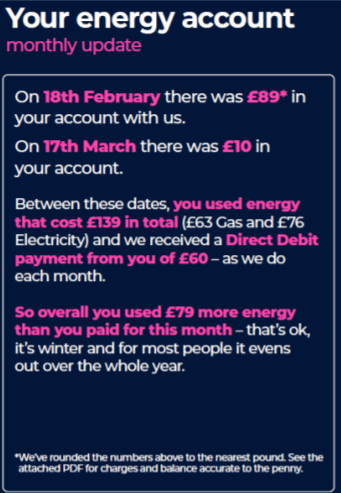 Your energy account
monthly update
On 18th February there was £89* in
your account with us.
On 17th March there was £10 in
your account.
Between these dates, you used energy
that cost £139 in total (£63 Gas and £76
Electricity) and we received a Direct Debit
payment from you of £60 – as we do
each month.
So overall you used £79 more energy
than you paid for this month – that's ok,
it's winter and for most people it evens
out over the whole year.
*We've rounded the numbers above to the nearest pound. See the
attached PDF for charges and balance accurate to the penny.